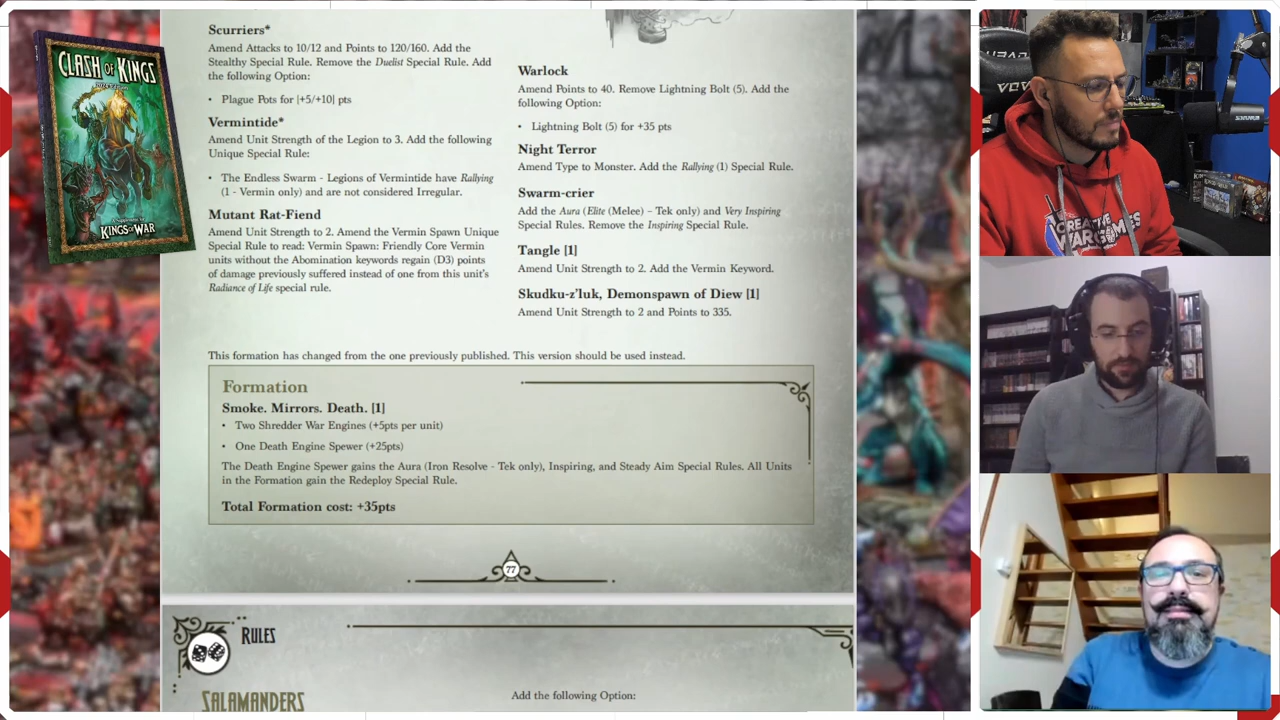 CLASH OF KINGS
2024 Edition
A Supplement for
KINGS OF WAR
Scurriers*
Amend Attacks to 10/12 and Points to 120/160. Add the
Stealthy Special Rule. Remove the Duelist Special Rule. Add
the following Option:
• Plague Pots for [+5/+10] pts
Vermintide*
Amend Unit Strength of the Legion to 3. Add the following
Unique Special Rule:
• The Endless Swarm - Legions of Vermintide have Rallying
(1 - Vermin only) and are not considered Irregular.
Mutant Rat-Fiend
Amend Unit Strength to 2. Amend the Vermin Spawn Unique
Special Rule to read: Vermin Spawn: Friendly Core Vermin
units without the Abomination keywords regain (D3) points
of damage previously suffered instead of one from this unit's
Radiance of Life special rule.
Warlock
Amend Points to 40. Remove Lightning Bolt (5). Add the
following Option:
• Lightning Bolt (5) for +35 pts
Night Terror
Amend Type to Monster. Add the Rallying (1) Special Rule.
Swarm-crier
Add the Aura (Elite (Melee) – Tek only) and Very Inspiring
Special Rules. Remove the Inspiring Special Rule.
Tangle [1]
Amend Unit Strength to 2. Add the Vermin Keyword.
Skudku-z'luk, Demonspawn of Diew [1]
Amend Unit Strength to 2 and Points to 335.
This formation has changed from the one previously published. This version should be used instead.
Formation
Smoke. Mirrors. Death. [1]
• Two Shredder War Engines (+5pts per unit)
• One Death Engine Spewer (+25pts)
The Death Engine Spewer gains the Aura (Iron Resolve - Tek only), Inspiring, and Steady Aim Special Rules. All Units
in the Formation gain the Redeploy Special Rule.
Total Formation cost: +35pts
77
RULES
SALAMANDERS
Add the following Option:
CREATIVE
WARGAMES